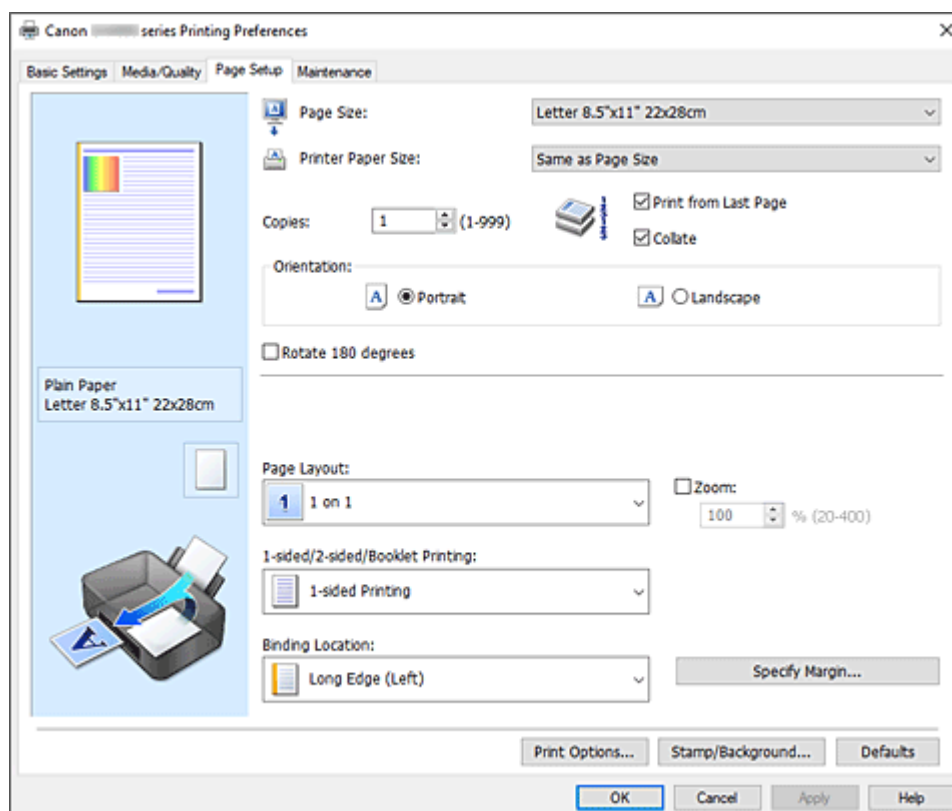 Canon series Printing Preferences
Basic Settings Media/Quality Page Setup Maintenance
Page Size: Letter 8.5"x11" 22x28cm
Printer Paper Size: Same as Page Size
Copies: 1 (1-999)
Print from Last Page
Collate
Orientation:
A Portrait A Landscape
Rotate 180 degrees
Plain Paper
Letter 8.5"x11" 22x28cm
Page Layout:
1 1 on 1
Zoom:
100 % (20-400)
1-sided/2-sided/Booklet Printing:
1-sided Printing
Binding Location:
Long Edge (Left)
Specify Margin...
A
Print Options... Stamp/Background... Defaults
OK Cancel Apply Help